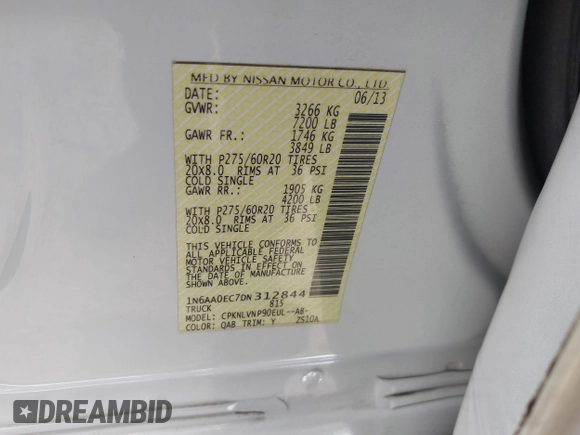 MFD BY NISSAN MOTOR CO., LTD
DATE: 06/13
GVWR: 3266 KG
7200 LB
GAWR FR.: 1746 KG
3849 LB
WITH P275/60R20 TIRES
20X8.0 RIMS AT 36 PSI
COLD SINGLE
GAWR RR.: 1905 KG
4200 LB
WITH P275/60R20 TIRES
20X8.0 RIMS AT 36 PSI
COLD SINGLE
THIS VEHICLE CONFORMS TO
ALL APPLICABLE FEDERAL
MOTOR VEHICLE SAFETY
STANDARDS IN EFFECT ON
THE DATE OF MANUFACTURE
1N6AA0EC7DN312844
TRUCK 815
MODEL: CPKNLVNP90EUL--AB-
COLOR: QAB TRIM: Y ZS10A
DREAMBID